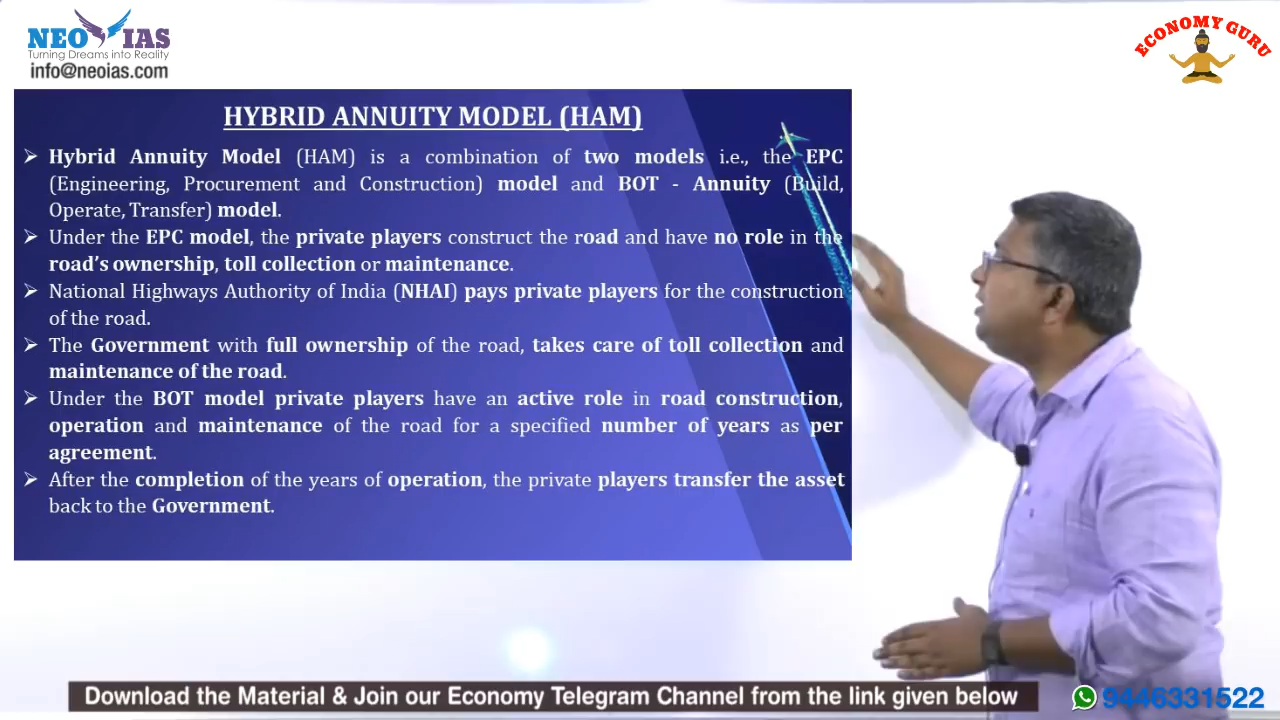 NEO IAS
Turning Dreams into Reality
info@neoias.com
ECONOMY GURU
HYBRID ANNUITY MODEL (HAM)
➢ Hybrid Annuity Model (HAM) is a combination of two models i.e., the EPC
(Engineering, Procurement and Construction) model and BOT - Annuity (Build,
Operate, Transfer) model.
➢ Under the EPC model, the private players construct the road and have no role in the
road's ownership, toll collection or maintenance.
➢ National Highways Authority of India (NHAI) pays private players for the construction
of the road.
➢ The Government with full ownership of the road, takes care of toll collection and
maintenance of the road.
➢ Under the BOT model private players have an active role in road construction,
operation and maintenance of the road for a specified number of years as per
agreement.
➢ After the completion of the years of operation, the private players transfer the asset
back to the Government.
Download the Material & Join our Economy Telegram Channel from the link given below
9446331522